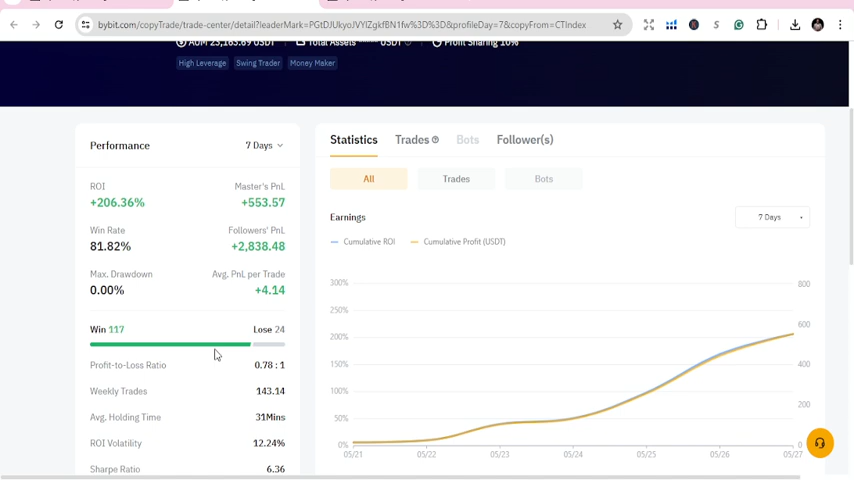 bybit.com/copyTrade/trade-center/detail?leaderMark=PGtDJUkyoJVYlZgkfBN1fw%3D%3D&profileDay=7&copyFrom=CTIndex
AUM 23,163.69 USDT | Total Assets ****** USDT | Profit Sharing 10%
High Leverage Swing Trader Money Maker
Performance 7 Days
ROI Master's PnL
+206.36% +553.57
Win Rate Followers' PnL
81.82% +2,838.48
Max. Drawdown Avg. PnL per Trade
0.00% +4.14
Win 117 Lose 24
Profit-to-Loss Ratio 0.78 : 1
Weekly Trades 143.14
Avg. Holding Time 31Mins
ROI Volatility 12.24%
Sharpe Ratio 6.36
Statistics Trades Bots Follower(s)
All Trades Bots
Earnings 7 Days
Cumulative ROI Cumulative Profit (USDT)
300% 800
250%
200% 600
150% 400
100%
50% 200
0% 0
05/21 05/22 05/23 05/24 05/25 05/26 05/27